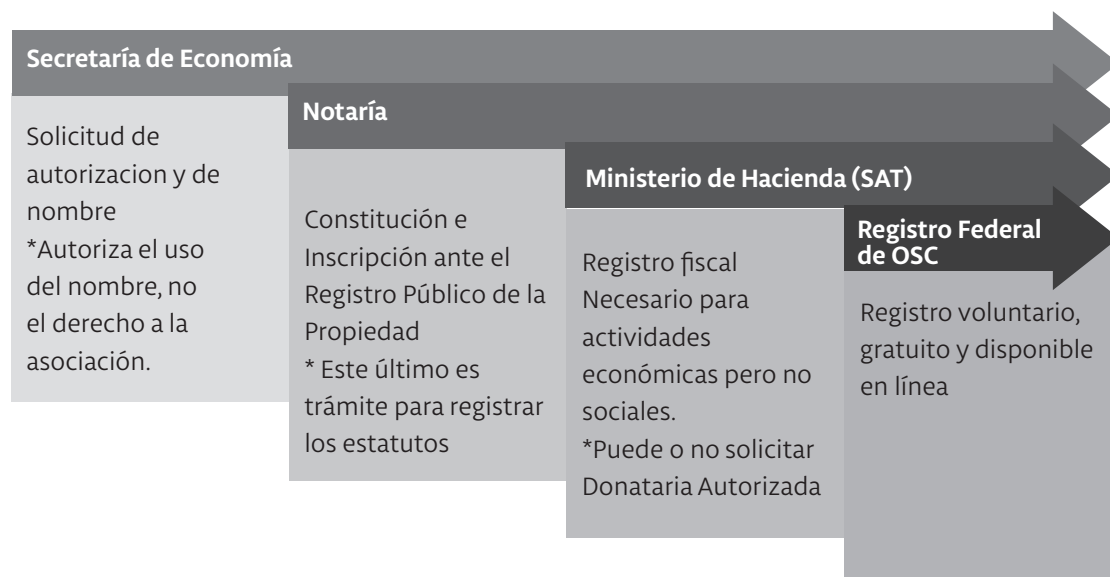 Secretaría de Economía
Solicitud de
autorizacion y de
nombre
*Autoriza el uso
del nombre, no
el derecho a la
asociación.
Notaría
Constitución e
Inscripción ante el
Registro Público de la
Propiedad
* Este último es
trámite para registrar
los estatutos
Ministerio de Hacienda (SAT)
Registro fiscal
Necesario para
actividades
económicas pero no
sociales.
*Puede o no solicitar
Donataria Autorizada
Registro Federal
de OSC
Registro voluntario,
gratuito y disponible
en línea